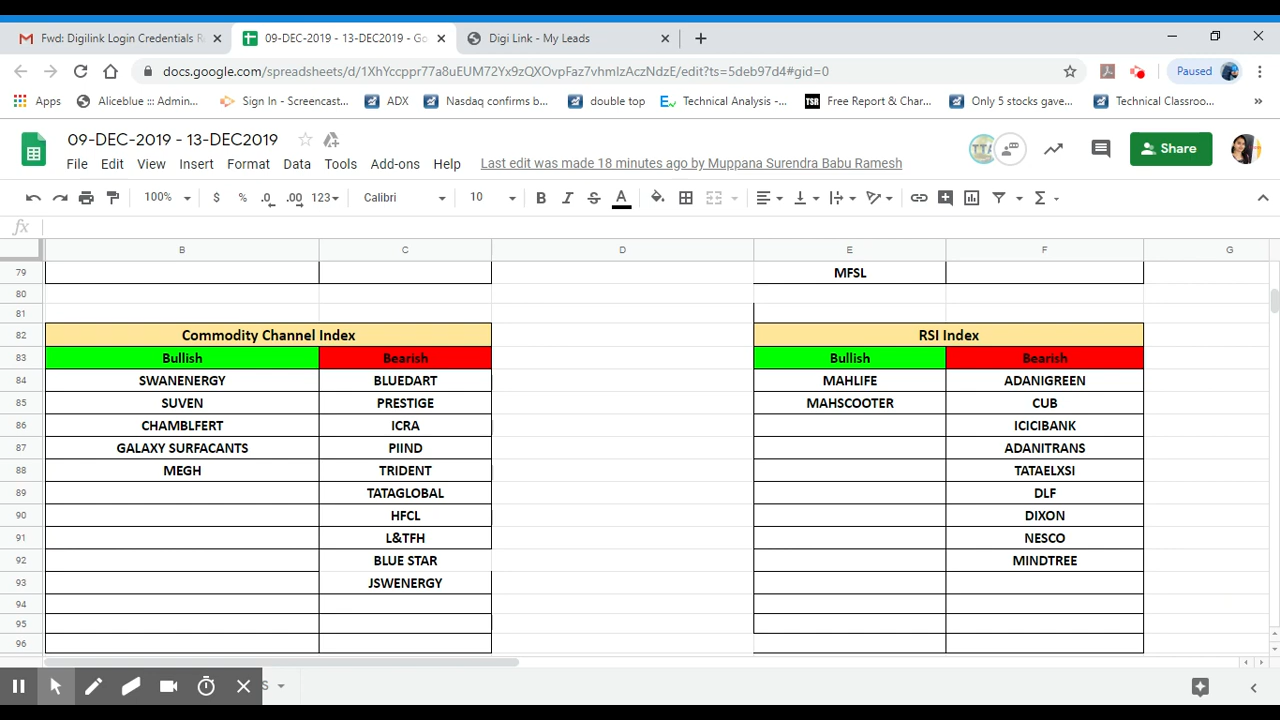 Fwd: Digilink Login Credentials R
09-DEC-2019 - 13-DEC2019 - Go
Digi Link - My Leads
docs.google.com/spreadsheets/d/1XhYccppr77a8uEUM72Yx9zQXOvpFaz7vhmIzAczNdzE/edit?ts=5deb97d4#gid=0
Paused
Apps
Aliceblue ::: Admin...
Sign In - Screencast...
ADX
Nasdaq confirms b...
double top
Technical Analysis -...
TSR
Free Report & Char...
Only 5 stocks gave...
Technical Classroo...
»
09-DEC-2019 - 13-DEC2019
File Edit View Insert Format Data Tools Add-ons Help
Last edit was made 18 minutes ago by Muppana Surendra Babu Ramesh
Share
100% $ % .0 .00 123 Calibri 10 B I S A
fx
B C D E F G
79 MFSL
80
81
82 Commodity Channel Index RSI Index
83 Bullish Bearish Bullish Bearish
84 SWANENERGY BLUEDART MAHLIFE ADANIGREEN
85 SUVEN PRESTIGE MAHSCOOTER CUB
86 CHAMBLFERT ICRA ICICIBANK
87 GALAXY SURFACANTS PIIND ADANITRANS
88 MEGH TRIDENT TATAELXSI
89 TATAGLOBAL DLF
90 HFCL DIXON
91 L&TFH NESCO
92 BLUE STAR MINDTREE
93 JSWENERGY
94
95
96
S